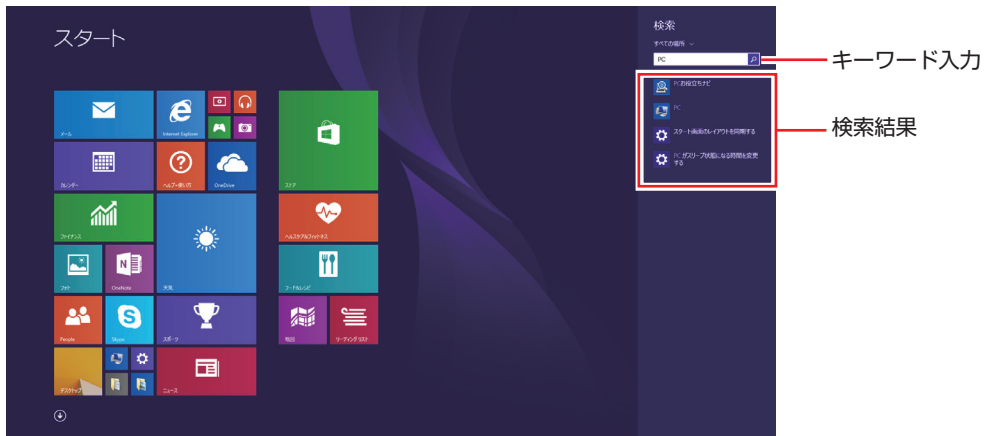 スタート
検索
すべての場所
PC
キーワード入力
PCお役立ちナビ
PC
スタート画面のレイアウトを同期する
PCがスリープ状態になる時間を変更
する
検索結果
メール
Internet Explorer
ストア
カレンダー
ヘルプ+使い方
OneDrive
ファイナンス
天気
ヘルスケア&フィットネス
フォト
OneNote
フード&レシピ
People
Skype
スポーツ
地図
リーディング リスト
デスクトップ
ニュース